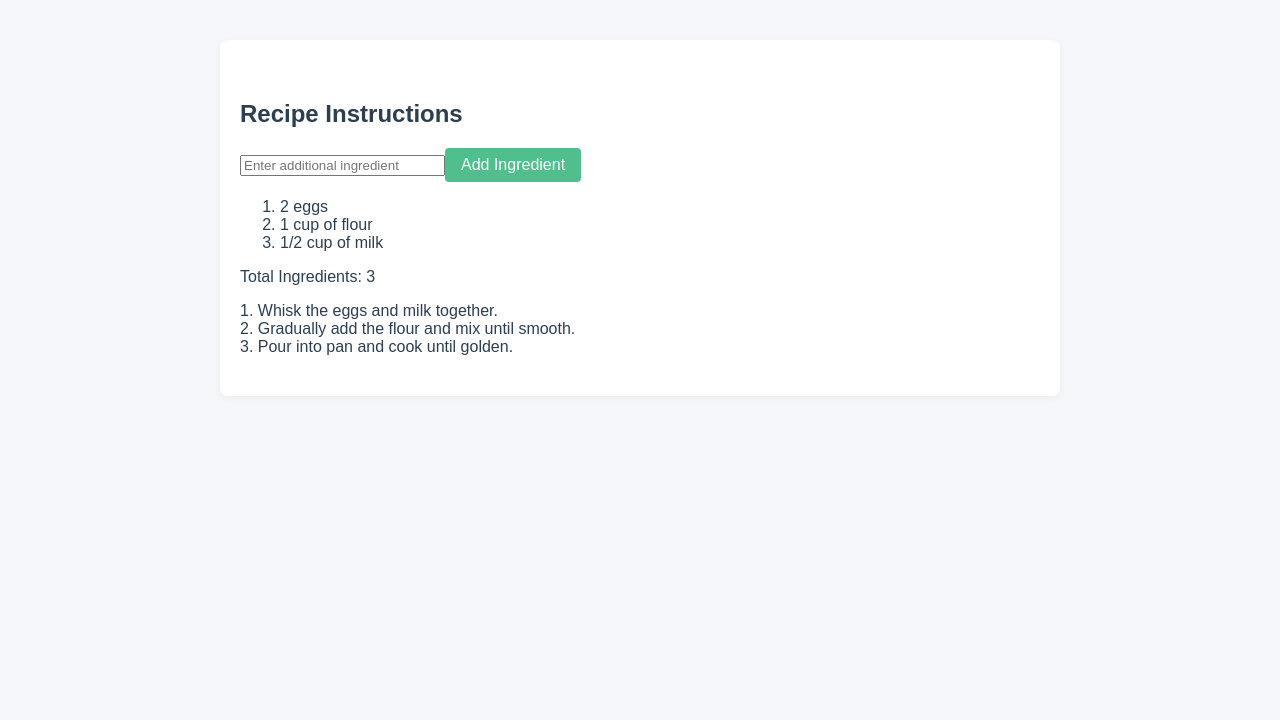 Recipe Instructions
Enter additional ingredient Add Ingredient
1. 2 eggs
2. 1 cup of flour
3. 1/2 cup of milk
Total Ingredients: 3
1. Whisk the eggs and milk together.
2. Gradually add the flour and mix until smooth.
3. Pour into pan and cook until golden.